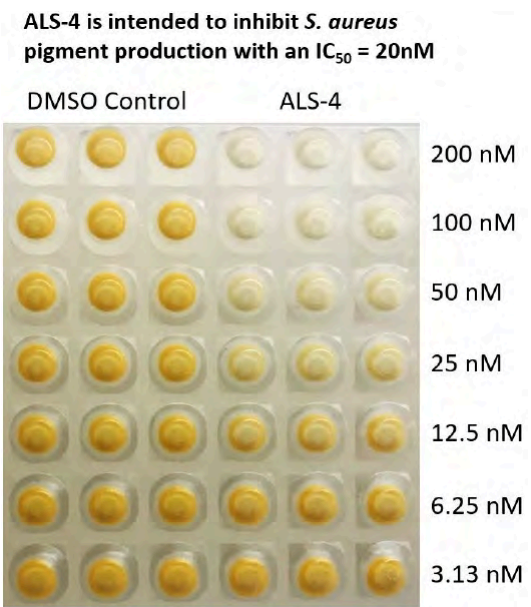 ALS-4 is intended to inhibit S. aureus
pigment production with an IC50 = 20nM
DMSO Control ALS-4
200 nM
100 nM
50 nM
25 nM
12.5 nM
6.25 nM
3.13 nM